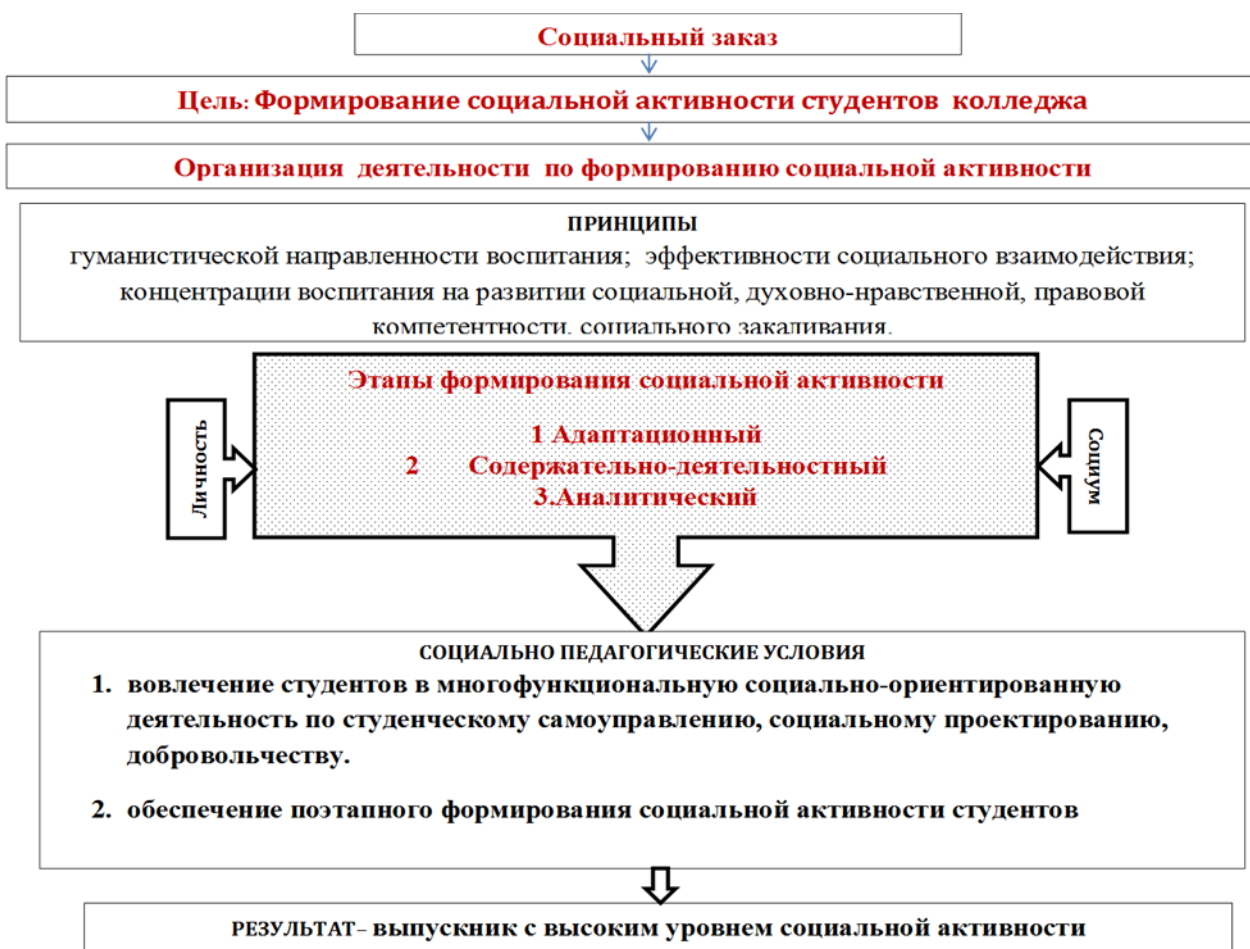 Социальный заказ
Цель: Формирование социальной активности студентов колледжа
Организация деятельности по формированию социальной активности
ПРИНЦИПЫ
гуманистической направленности воспитания; эффективности социального взаимодействия;
концентрации воспитания на развитии социальной, духовно-нравственной, правовой
компетентности, социального закаливания.
Этапы формирования социальной активности
1 Адаптационный
2 Содержательно-деятельностный
3.Аналитический
Личность
Социум
СОЦИАЛЬНО ПЕДАГОГИЧЕСКИЕ УСЛОВИЯ
1. вовлечение студентов в многофункциональную социально-ориентированную
деятельность по студенческому самоуправлению, социальному проектированию,
добровольчеству.
2. обеспечение поэтапного формирования социальной активности студентов
РЕЗУЛЬТАТ– выпускник с высоким уровнем социальной активности